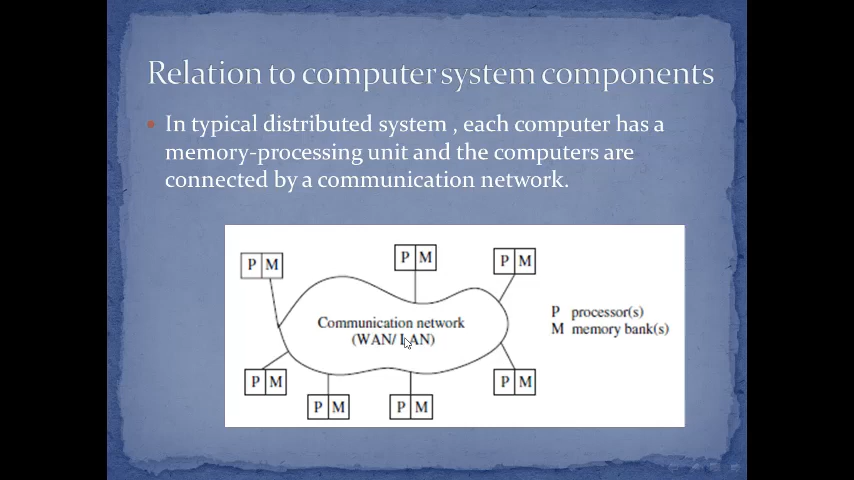 Relation to computer system components
• In typical distributed system , each computer has a
memory-processing unit and the computers are
connected by a communication network.
P M
P M
P M
Communication network
(WAN/ LAN)
P processor(s)
M memory bank(s)
P M
P M
P M
P M